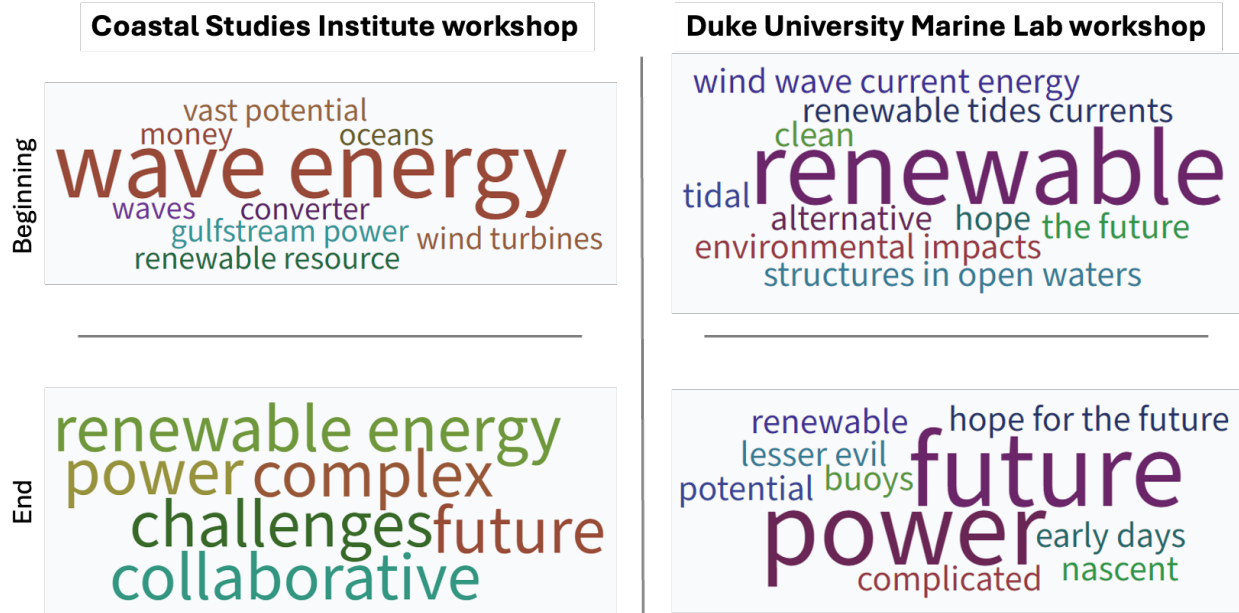 Coastal Studies Institute workshop
Duke University Marine Lab workshop
Beginning
vast potential
money oceans
wave energy
waves converter
gulfstream power wind turbines
renewable resource
wind wave current energy
renewable tides currents
clean
renewable
tidal
alternative hope the future
environmental impacts
structures in open waters
End
renewable energy
power complex
challenges future
collaborative
renewable hope for the future
lesser evil future
potential buoys
power early days
complicated nascent